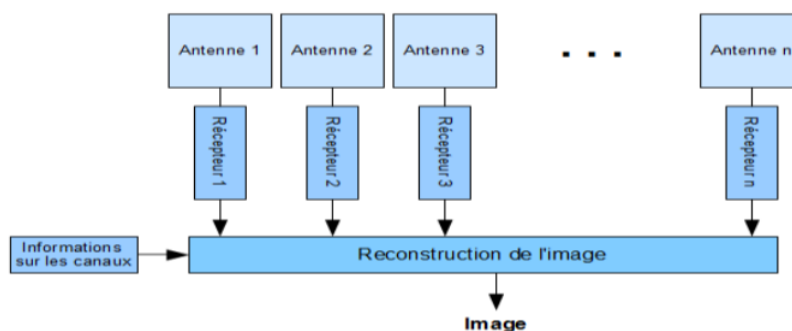 Antenne 1
Antenne 2
Antenne 3
. . .
Antenne n
Récepteur 1
Récepteur 2
Récepteur 3
Récepteur n
Informations
sur les canaux
Reconstruction de l'image
Image